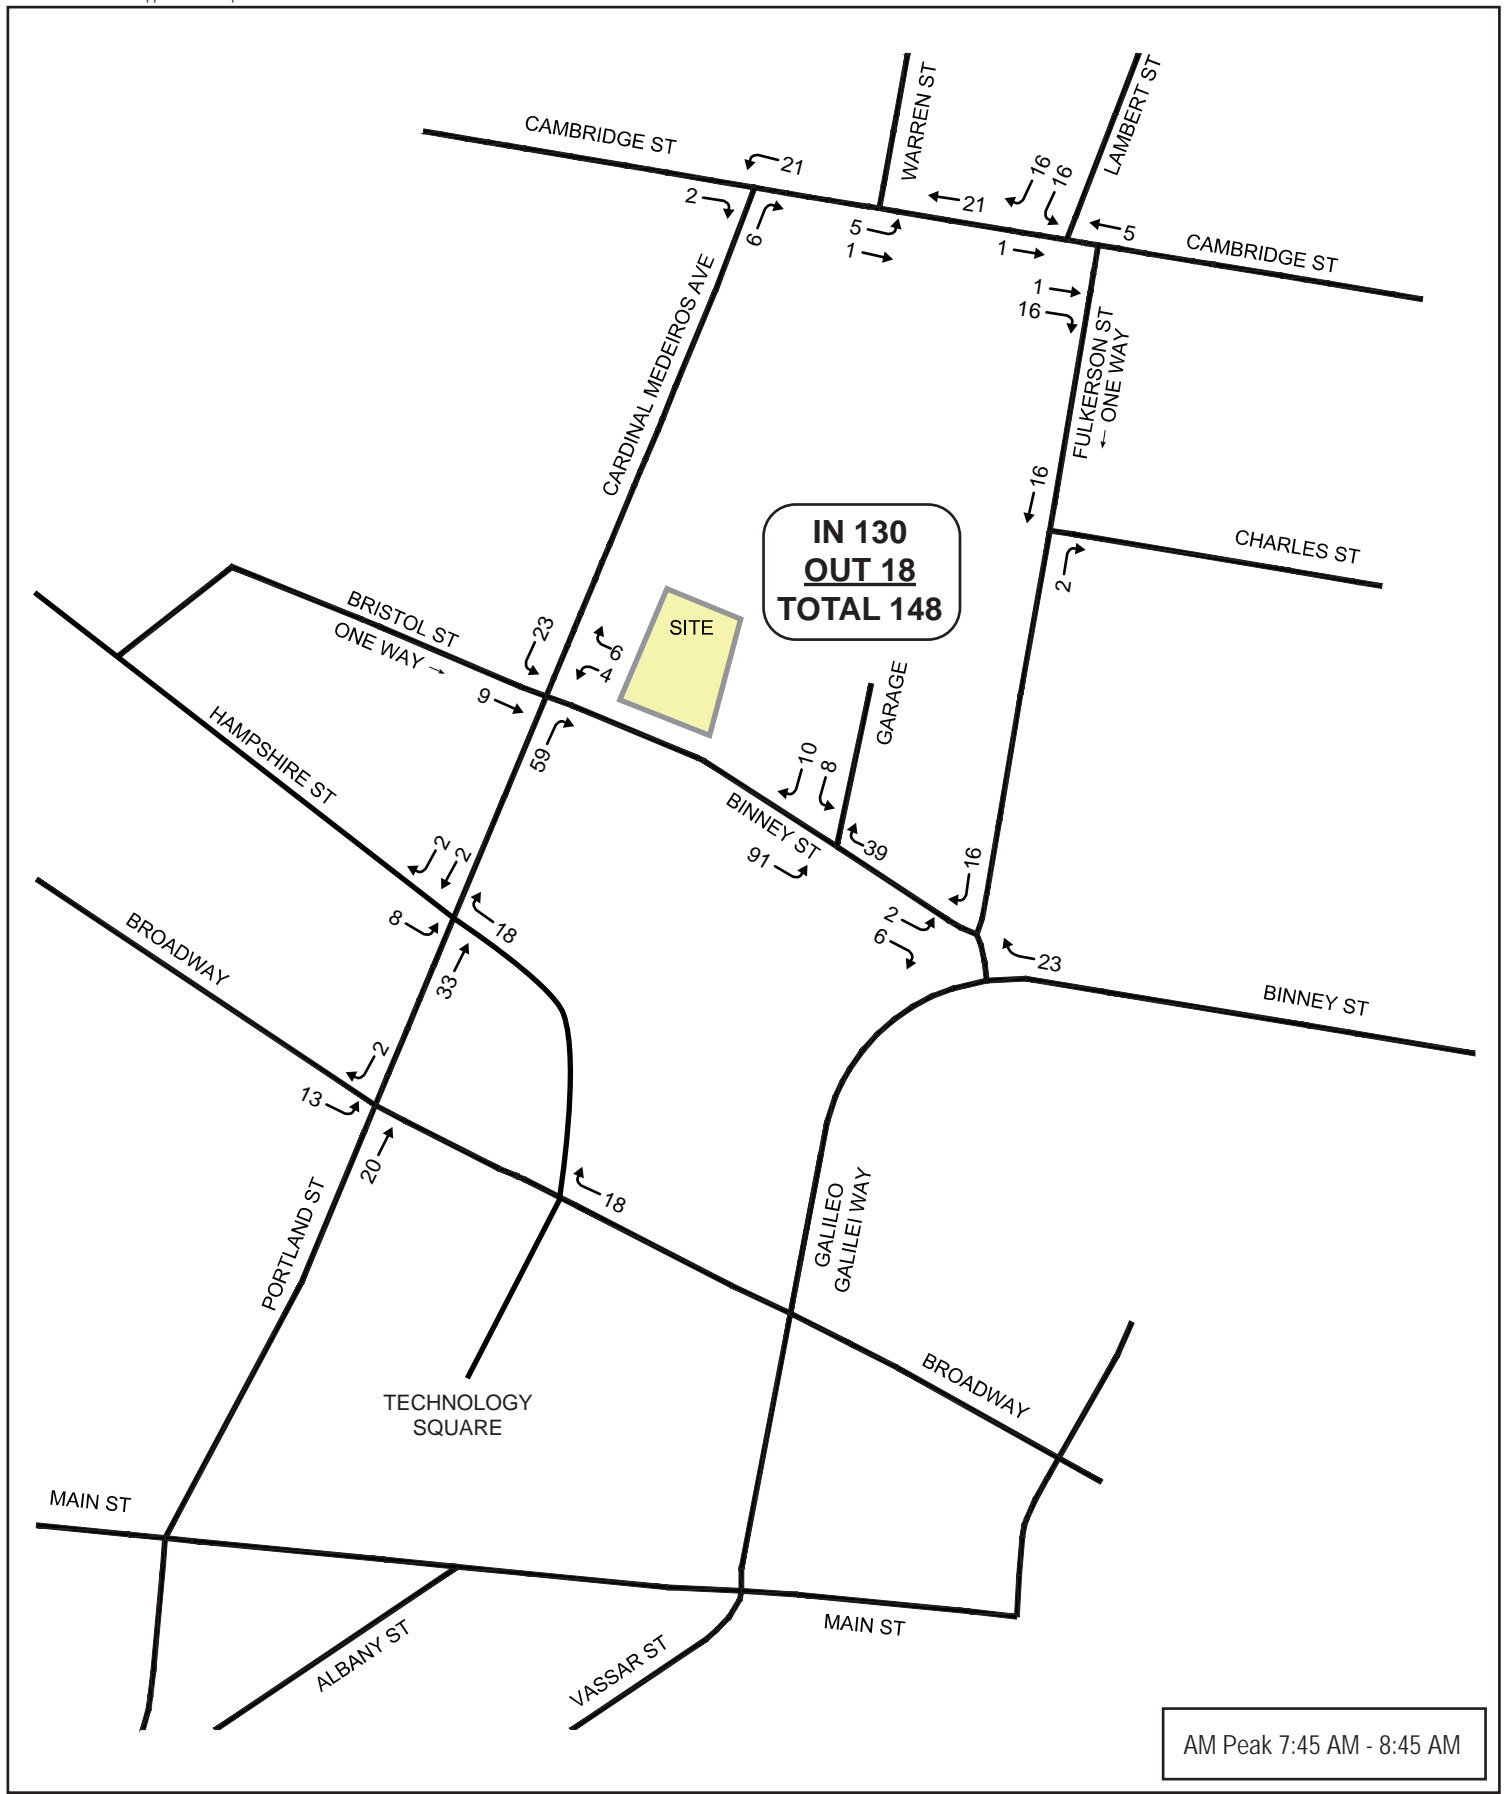 CAMBRIDGE ST
WARREN ST
LAMBERT ST
21
2
6
16
16
21
5
1
1
5
CAMBRIDGE ST
1
16
CARDINAL MEDEIROS AVE
FULKERSON ST
← ONE WAY
16
IN 130
OUT 18
TOTAL 148
CHARLES ST
2
BRISTOL ST
ONE WAY →
23
6
4
SITE
9
59
GARAGE
HAMPSHIRE ST
10
8
BINNEY ST
91
39
16
2
2
8
18
33
2
6
23
BROADWAY
BINNEY ST
2
13
20
18
PORTLAND ST
GALILEO
GALILEI WAY
BROADWAY
TECHNOLOGY
SQUARE
MAIN ST
MAIN ST
ALBANY ST
VASSAR ST
AM Peak 7:45 AM - 8:45 AM